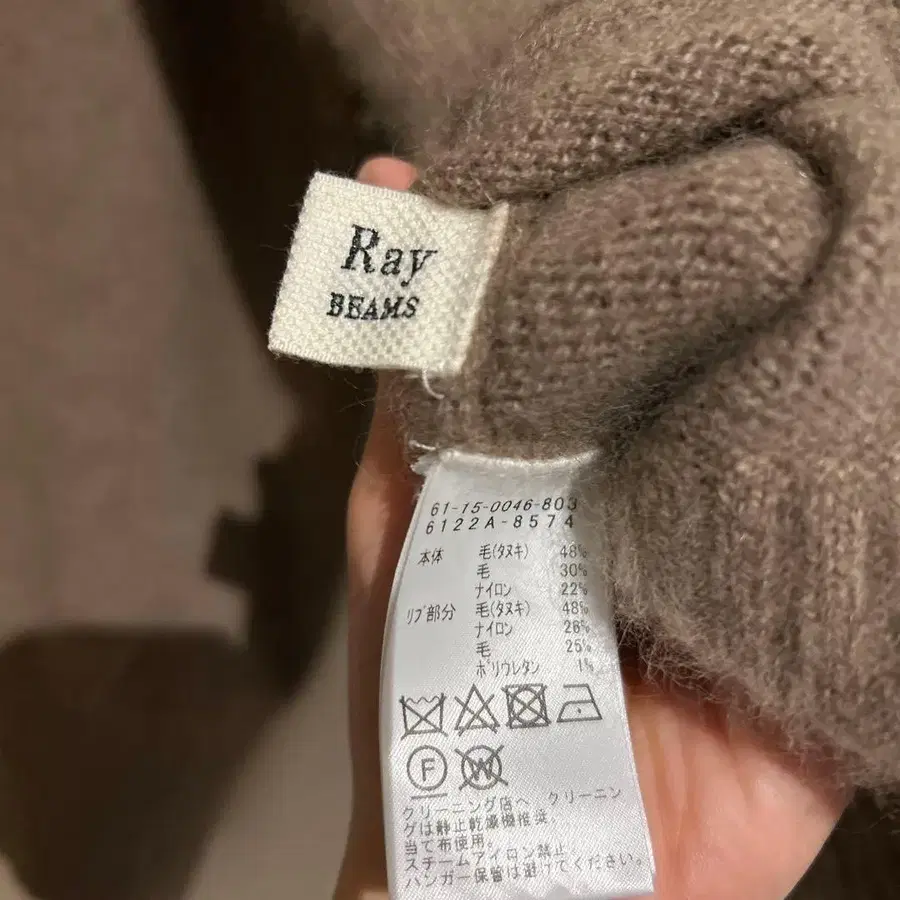 Ray
BEAMS
61-15-0046-803
6122A-8574
本体 毛(タヌキ) 48%
毛 30%
ナイロン 22%
リブ部分 毛(タヌキ) 48%
ナイロン 26%
毛 25%
ポリウレタン 1%
F W
クリーニング店へ クリーニン
グは静止乾燥機推奨。
当て布使用。
スチームアイロン禁止
ハンガー保管は避けてください。